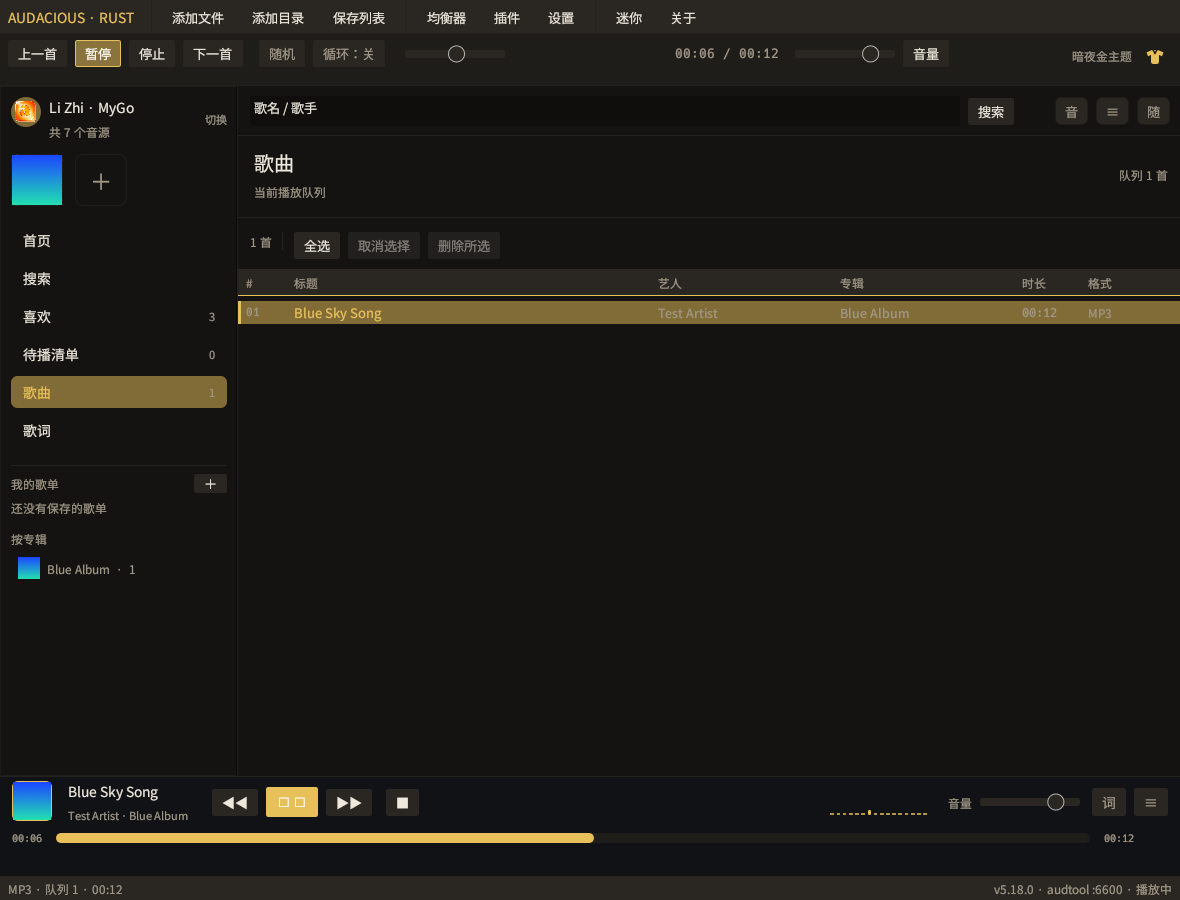 AUDACIOUS · RUST 添加文件 添加目录 保存列表 均衡器 插件 设置 迷你 关于
上一首 暂停 停止 下一首 随机 循环：关 00:06 / 00:12 音量 暗夜金主题
Li Zhi · MyGo
共 7 个音源
切换
歌名 / 歌手 搜索 音 ≡ 随
+
首页
搜索
喜欢 3
待播清单 0
歌曲 1
歌词
我的歌单 +
还没有保存的歌单
按专辑
Blue Album · 1
歌曲
当前播放队列
队列 1 首
1 首 全选 取消选择 删除所选
# 标题 艺人 专辑 时长 格式
01 Blue Sky Song Test Artist Blue Album 00:12 MP3
Blue Sky Song
Test Artist · Blue Album
音量 词 ≡
00:06 00:12
MP3 · 队列 1 · 00:12 v5.18.0 · audtool :6600 · 播放中